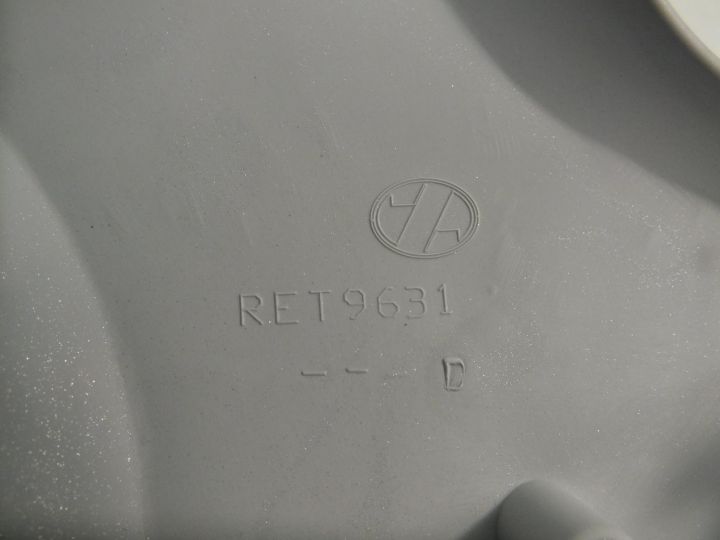 RET9631
--- D